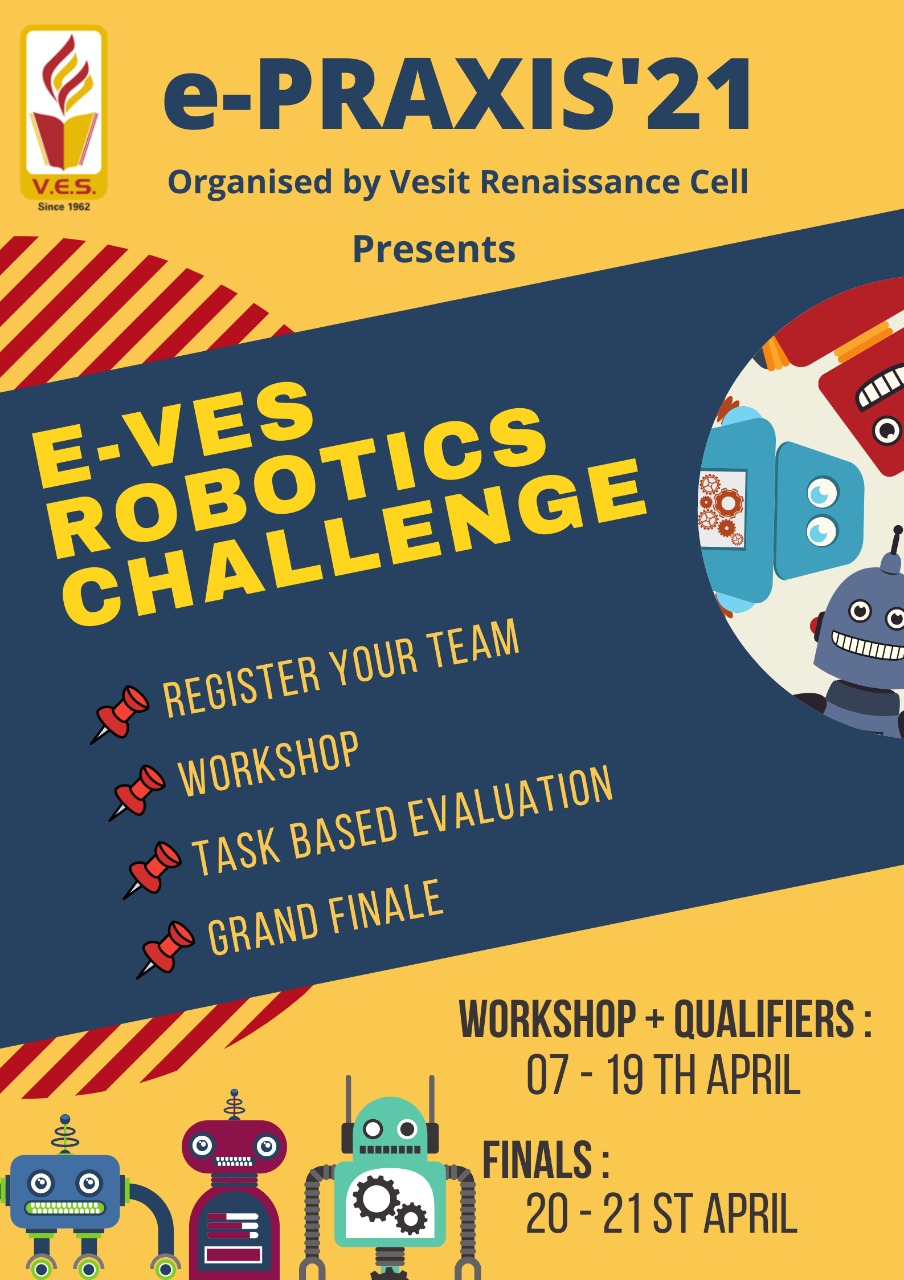 V.E.S.
Since 1962
e-PRAXIS'21
Organised by Vesit Renaissance Cell
Presents
E-VES
ROBOTICS
CHALLENGE
REGISTER YOUR TEAM
WORKSHOP
TASK BASED EVALUATION
GRAND FINALE
WORKSHOP + QUALIFIERS :
07 - 19 TH APRIL
FINALS :
20 - 21 ST APRIL